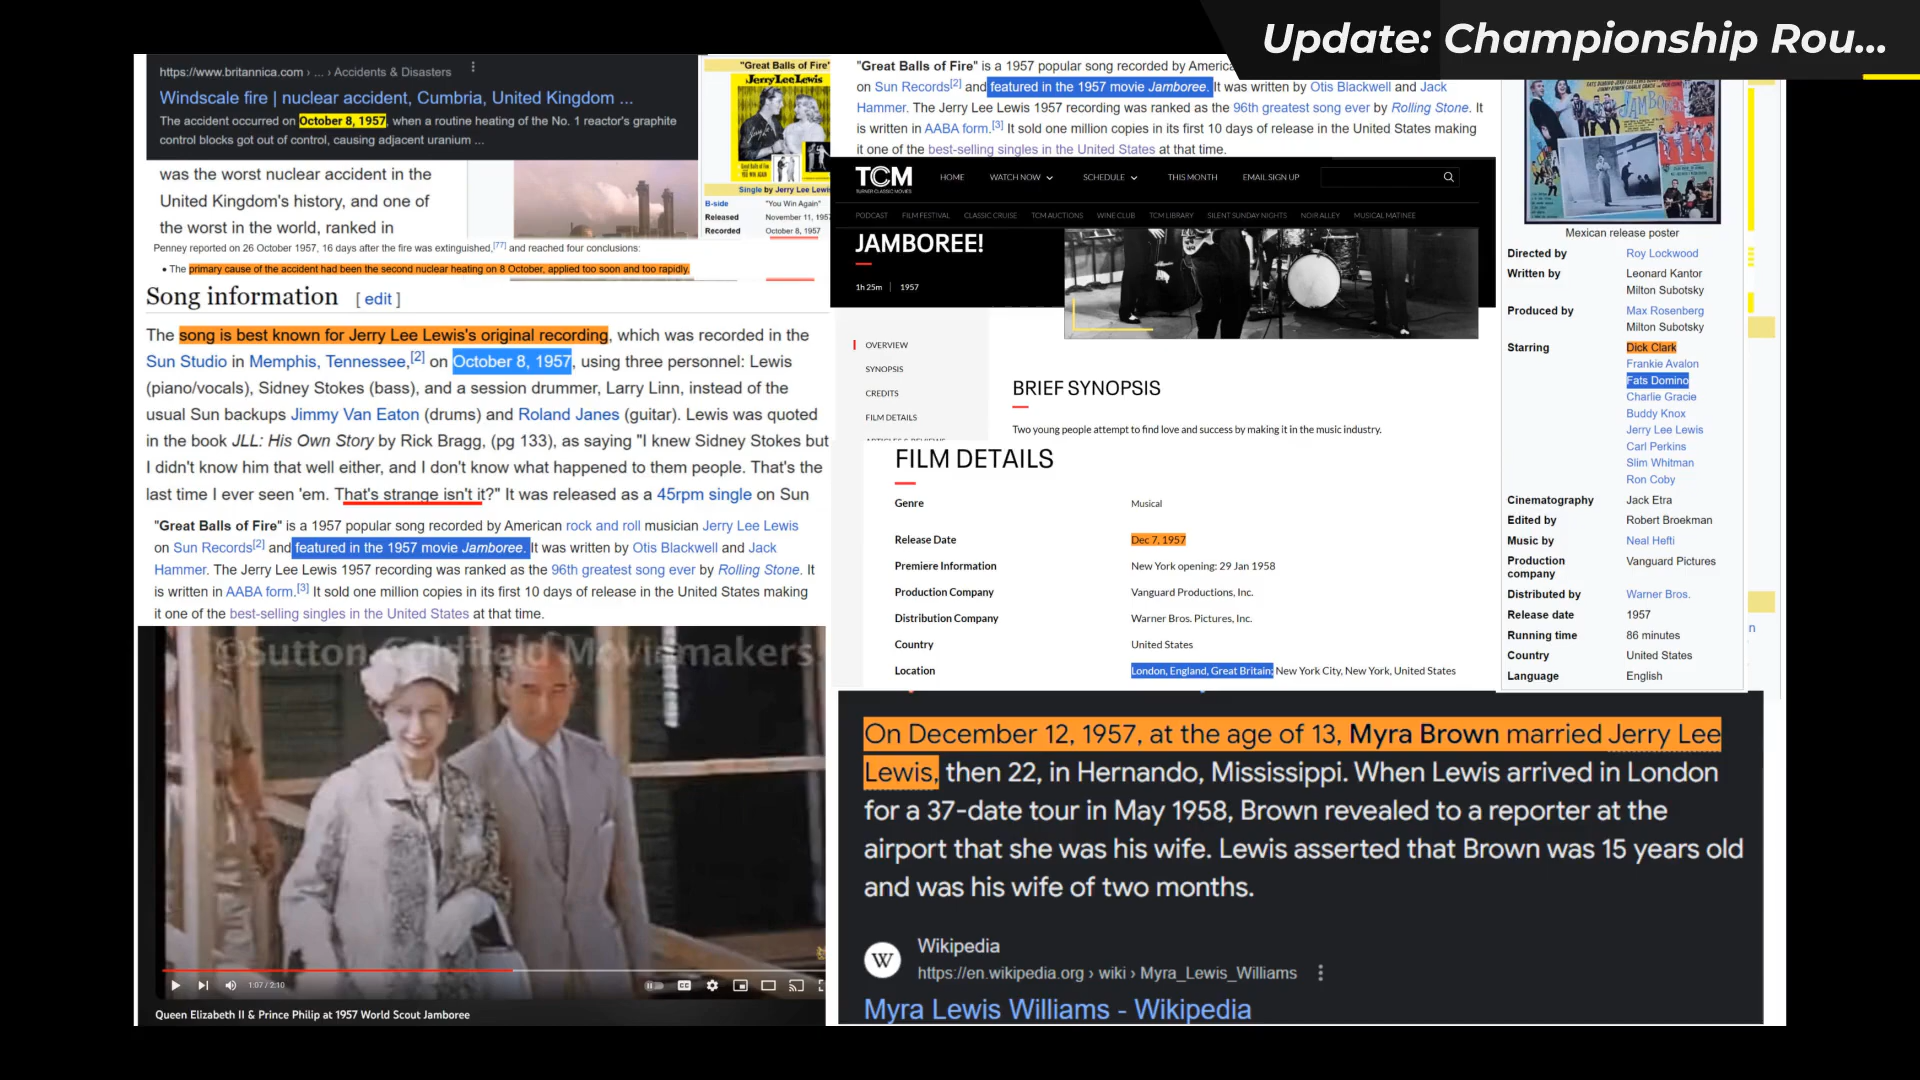 Update: Championship Rou...
https://www.britannica.com › ... › Accidents & Disasters
Windscale fire | nuclear accident, Cumbria, United Kingdom ...
The accident occurred on October 8, 1957, when a routine heating of the No. 1 reactor's graphite
control blocks got out of control, causing adjacent uranium ...
was the worst nuclear accident in the
United Kingdom's history, and one of
the worst in the world, ranked in
Penney reported on 26 October 1957, 16 days after the fire was extinguished,[77] and reached four conclusions:
• The primary cause of the accident had been the second nuclear heating on 8 October, applied too soon and too rapidly.
"Great Balls of Fire"
Jerry Lee Lewis
Single by Jerry Lee Lewis
B-side "You Win Again"
Released November 11, 1957
Recorded October 8, 1957
Song information [ edit ]
The song is best known for Jerry Lee Lewis's original recording, which was recorded in the
Sun Studio in Memphis, Tennessee,[2] on October 8, 1957, using three personnel: Lewis
(piano/vocals), Sidney Stokes (bass), and a session drummer, Larry Linn, instead of the
usual Sun backups Jimmy Van Eaton (drums) and Roland Janes (guitar). Lewis was quoted
in the book JLL: His Own Story by Rick Bragg, (pg 133), as saying "I knew Sidney Stokes but
I didn't know him that well either, and I don't know what happened to them people. That's the
last time I ever seen 'em. That's strange isn't it?" It was released as a 45rpm single on Sun
"Great Balls of Fire" is a 1957 popular song recorded by American rock and roll musician Jerry Lee Lewis
on Sun Records[2] and featured in the 1957 movie Jamboree. It was written by Otis Blackwell and Jack
Hammer. The Jerry Lee Lewis 1957 recording was ranked as the 96th greatest song ever by Rolling Stone. It
is written in AABA form.[3] It sold one million copies in its first 10 days of release in the United States making
it one of the best-selling singles in the United States at that time.
©Sutton Coldfield Moviemakers
1:07 / 2:10
Queen Elizabeth II & Prince Philip at 1957 World Scout Jamboree
"Great Balls of Fire" is a 1957 popular song recorded by America
on Sun Records[2] and featured in the 1957 movie Jamboree. It was written by Otis Blackwell and Jack
Hammer. The Jerry Lee Lewis 1957 recording was ranked as the 96th greatest song ever by Rolling Stone. It
is written in AABA form.[3] It sold one million copies in its first 10 days of release in the United States making
it one of the best-selling singles in the United States at that time.
TCM
TURNER CLASSIC MOVIES
HOME WATCH NOW SCHEDULE THIS MONTH EMAIL SIGN UP
PODCAST FILM FESTIVAL CLASSIC CRUISE TCM AUCTIONS WINE CLUB TCM LIBRARY SILENT SUNDAY NIGHTS NOIR ALLEY MUSICAL MATINEE
JAMBOREE!
1h 25m | 1957
OVERVIEW
SYNOPSIS
CREDITS
FILM DETAILS
BRIEF SYNOPSIS
Two young people attempt to find love and success by making it in the music industry.
FILM DETAILS
Genre Musical
Release Date Dec 7, 1957
Premiere Information New York opening: 29 Jan 1958
Production Company Vanguard Productions, Inc.
Distribution Company Warner Bros. Pictures, Inc.
Country United States
Location London, England, Great Britain; New York City, New York, United States
JAMBOREE
Mexican release poster
Directed by Roy Lockwood
Written by Leonard Kantor
Milton Subotsky
Produced by Max Rosenberg
Milton Subotsky
Starring Dick Clark
Frankie Avalon
Fats Domino
Charlie Gracie
Buddy Knox
Jerry Lee Lewis
Carl Perkins
Slim Whitman
Ron Coby
Cinematography Jack Etra
Edited by Robert Broekman
Music by Neal Hefti
Production Vanguard Pictures
company
Distributed by Warner Bros.
Release date 1957
Running time 86 minutes
Country United States
Language English
On December 12, 1957, at the age of 13, Myra Brown married Jerry Lee
Lewis, then 22, in Hernando, Mississippi. When Lewis arrived in London
for a 37-date tour in May 1958, Brown revealed to a reporter at the
airport that she was his wife. Lewis asserted that Brown was 15 years old
and was his wife of two months.
W
Wikipedia
https://en.wikipedia.org › wiki › Myra_Lewis_Williams
Myra Lewis Williams - Wikipedia